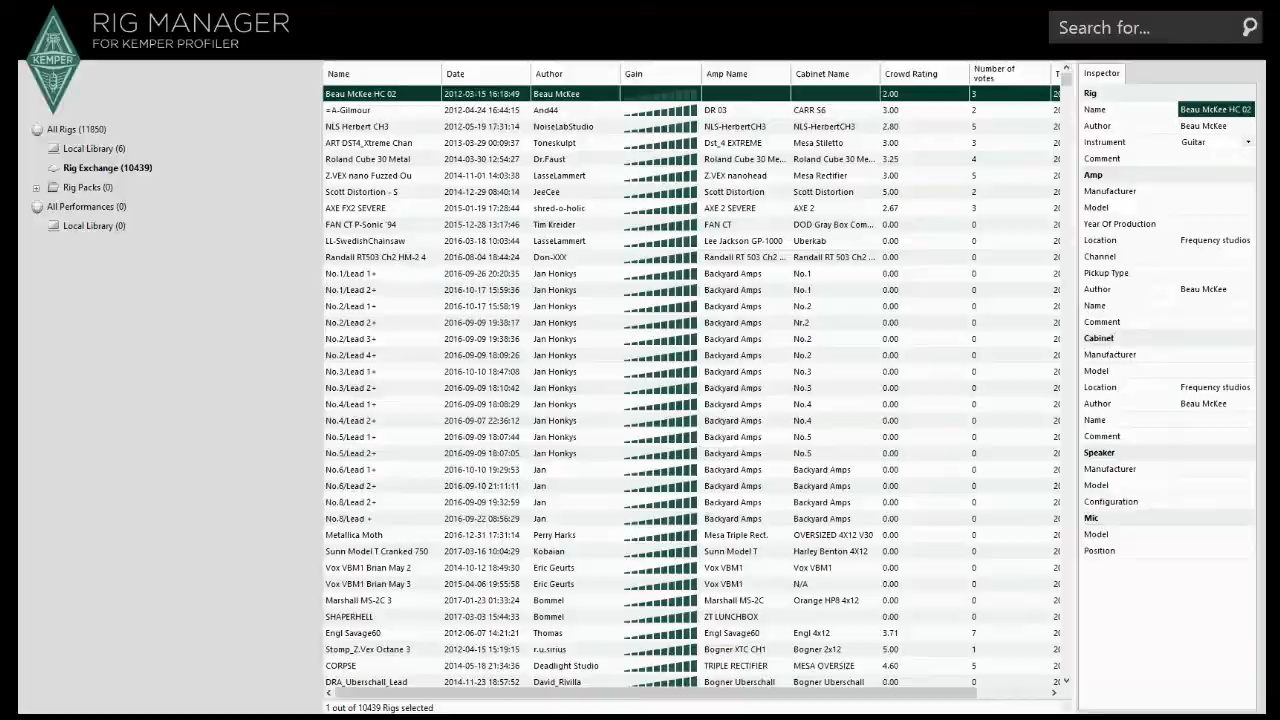 RIG MANAGER
FOR KEMPER PROFILER
KEMPER
Search for...
All Rigs (11850)
Local Library (6)
Rig Exchange (10439)
Rig Packs (0)
All Performances (0)
Local Library (0)
Name Date Author Gain Amp Name Cabinet Name Crowd Rating Number of votes T
Beau McKee HC 02 2012-03-15 16:18:49 Beau McKee 2.00 3
=A-Gilmour 2012-04-24 16:44:15 And44 DR 03 CARR S6 3.00 2 20
NLS Herbert CH3 2012-05-19 17:31:14 NoiseLabStudio NLS-HerbertCH3 NLS-HerbertCH3 2.80 5 20
ART DST4_Xtreme Chan 2013-03-29 00:09:37 Toneskulpt Dst_4 EXTREME Mesa Stiletto 3.00 3 20
Roland Cube 30 Metal 2014-03-30 12:54:27 Dr.Faust Roland Cube 30 Me... Roland Cube 30 Me... 3.25 4 20
Z.VEX nano Fuzzed Ou 2014-11-01 14:03:38 LasseLammert Z.VEX nanohead Mesa Rectifier 3.00 5 20
Scott Distortion - S 2014-12-29 08:40:14 JeeCee Scott Distortion Scott Distortion 5.00 2 20
AXE FX2 SEVERE 2015-01-19 17:28:44 shred-o-holic AXE 2 SEVERE AXE 2 2.67 3 20
FAN CT P-Sonic '94 2015-12-28 13:17:46 Tim Kreider FAN CT DOD Gray Box Com... 0.00 0 20
LL-SwedishChainsaw 2016-03-18 10:03:44 LasseLammert Lee Jackson GP-1000 Uberkab 0.00 0 20
Randall RT503 Ch2 HM-2 4 2016-08-04 18:44:24 Don-XXX Randall RT 503 Ch2 ... Randall RT 503 Ch2 ... 0.00 0 20
No.1/Lead 1+ 2016-09-26 20:20:35 Jan Honkys Backyard Amps No.1 0.00 0 20
No.1/Lead 2+ 2016-10-17 15:59:36 Jan Honkys Backyard Amps No.1 0.00 0 20
No.2/Lead 1+ 2016-10-17 15:58:19 Jan Honkys Backyard Amps No.2 0.00 0 20
No.2/Lead 2+ 2016-09-09 19:38:17 Jan Honkys Backyard Amps Nr.2 0.00 0 20
No.2/Lead 3+ 2016-09-09 19:38:36 Jan Honkys Backyard Amps No.2 0.00 0 20
No.2/Lead 4+ 2016-09-09 18:09:26 Jan Honkys Backyard Amps No.2 0.00 0 20
No.3/Lead 1+ 2016-10-10 18:47:08 Jan Honkys Backyard Amps No.3 0.00 0 20
No.3/Lead 2+ 2016-09-09 18:10:42 Jan Honkys Backyard Amps No.3 0.00 0 20
No.4/Lead 1+ 2016-09-09 18:08:29 Jan Honkys Backyard Amps No.4 0.00 0 20
No.4/Lead 2+ 2016-09-07 22:36:12 Jan Honkys Backyard Amps No.4 0.00 0 20
No.5/Lead 1+ 2016-09-09 18:07:44 Jan Honkys Backyard Amps No.5 0.00 0 20
No.5/Lead 2+ 2016-09-09 18:07:05 Jan Honkys Backyard Amps No.5 0.00 0 20
No.6/Lead 1+ 2016-10-10 19:29:53 Jan Backyard Amps Backyard Amps 0.00 0 20
No.6/Lead 2+ 2016-09-10 21:11:11 Jan Backyard Amps Backyard Amps 0.00 0 20
No.8/Lead 2+ 2016-09-09 19:32:59 Jan Backyard Amps Backyard Amps 0.00 0 20
No.8/Lead + 2016-09-22 08:56:29 Jan Backyard Amps Backyard Amps 0.00 0 20
Metallica Moth 2016-12-31 17:31:14 Perry Harks Mesa Triple Rect. OVERSIZED 4X12 V30 0.00 0 20
Sunn Model T Cranked 750 2017-03-16 10:04:29 Kobaian Sunn Model T Harley Benton 4X12 0.00 0 20
Vox VBM1 Brian May 2 2014-10-12 18:49:30 Eric Geurts Vox VBM1 Vox VBM1 0.00 0 20
Vox VBM1 Brian May 3 2015-04-06 19:55:58 Eric Geurts Vox VBM1 N/A 0.00 0 20
Marshall MS-2C 3 2017-01-23 01:33:24 Bommel Marshall MS-2C Orange HP8 4x12 0.00 0 20
SHAPERHELL 2017-03-03 15:44:33 Bommel ZT LUNCHBOX 0.00 0 20
Engl Savage60 2012-06-07 14:21:21 Thomas Engl Savage60 Engl 4x12 3.71 7 20
Stomp_Z.Vex Octane 3 2012-04-15 15:19:15 r.u.sirius Bogner XTC CH1 Bogner 2x12 5.00 1 20
CORPSE 2014-05-18 21:34:36 Deadlight Studio TRIPLE RECTIFIER MESA OVERSIZE 4.60 5 20
DRA_Uberschall_Lead 2014-11-23 18:57:52 David_Rivilla Bogner Uberschall Bogner Uberschall 0.00 0 20
1 out of 10439 Rigs selected
Inspector
Rig
Name Beau McKee HC 02
Author Beau McKee
Instrument Guitar
Comment
Amp
Manufacturer
Model
Year Of Production
Location Frequency studios
Channel
Pickup Type
Author Beau McKee
Name
Comment
Cabinet
Manufacturer
Model
Location Frequency studios
Author Beau McKee
Name
Comment
Speaker
Manufacturer
Model
Configuration
Mic
Model
Position